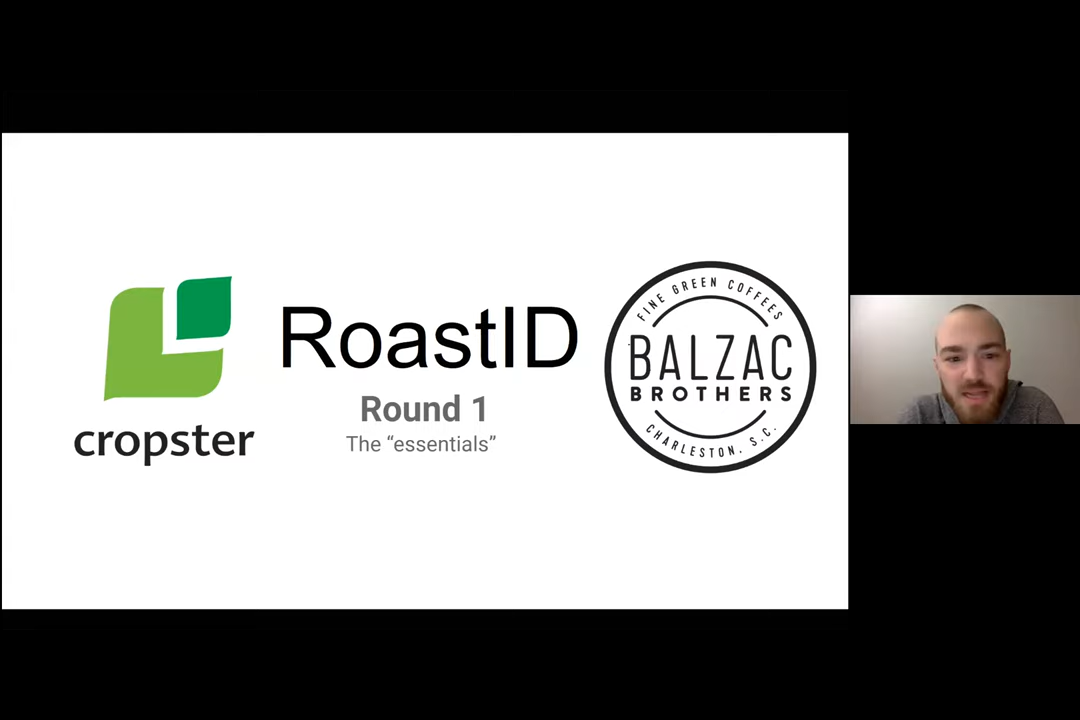 cropster
RoastID
Round 1
The “essentials”
FINE GREEN COFFEES
BALZAC
BROTHERS
CHARLESTON, S.C.